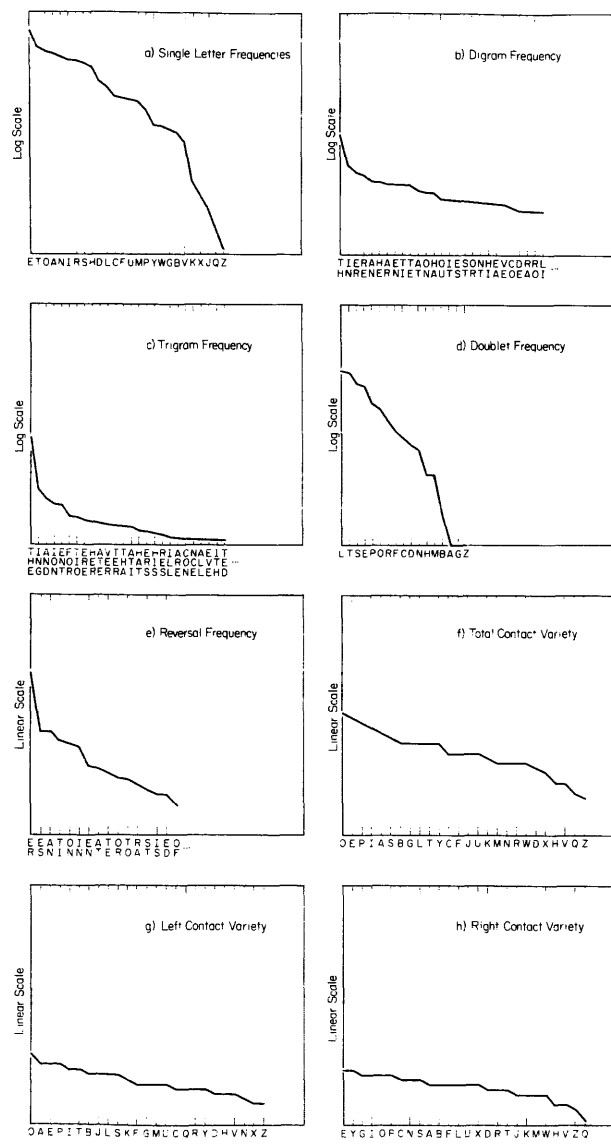 a) Single Letter Frequencies
Log Scale
ETOANIRSHDLCFUMPYWGBVKXJQZ
b) Digram Frequency
Log Scale
TIERAHAETTAOHOIESONHEVCDRRL
HNRENERNIETNAUTSTRTIAEOEAOI...
c) Trigram Frequency
Log Scale
TIAIEFTEHAVTTAHEHRIACNAEIT
HNNONOIRETEEHTARIELROCLVTE...
EGDNTROERERRAITSSSLENELEHD
d) Doublet Frequency
Log Scale
LTSEPORFCDNHMBAGZ
e) Reversal Frequency
Linear Scale
EEATOIEATOTRSIEO
RSNINNNTEROATSDF...
f) Total Contact Variety
Linear Scale
OEPIASBGLTYCFJUKMNRWDXHVQZ
g) Left Contact Variety
Linear Scale
OAEPITBJLSKFGMUCQRYDHVNXZ
h) Right Contact Variety
Linear Scale
EYGIOPCNSABFLUXDRTJKMWHVZQ